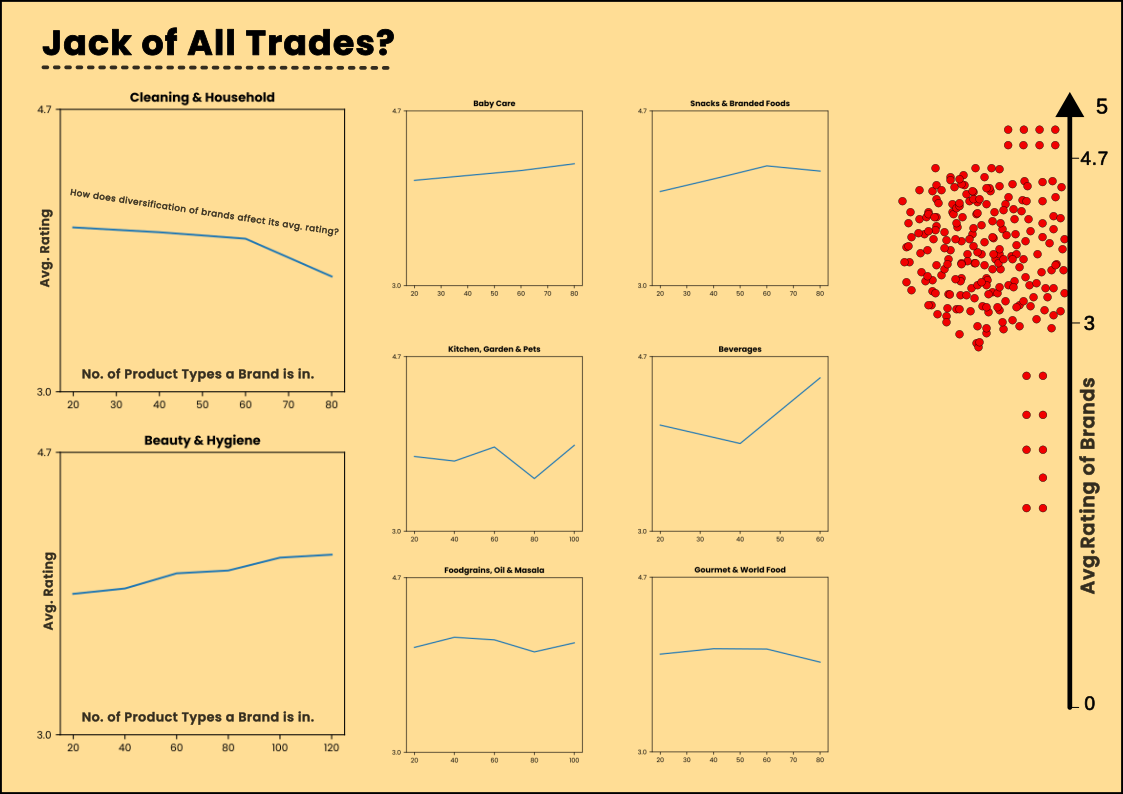 Jack of All Trades?
Cleaning & Household
4.7
How does diversification of brands affect its avg. rating?
Avg. Rating
No. of Product Types a Brand is in.
3.0
20 30 40 50 60 70 80
Beauty & Hygiene
4.7
Avg. Rating
No. of Product Types a Brand is in.
3.0
20 40 60 80 100 120
Baby Care
4.7
3.0
20 30 40 50 60 70 80
Snacks & Branded Foods
4.7
3.0
20 30 40 50 60 70 80
Kitchen, Garden & Pets
4.7
3.0
20 40 60 80 100
Beverages
4.7
3.0
20 30 40 50 60
Foodgrains, Oil & Masala
4.7
3.0
20 40 60 80 100
Gourmet & World Food
4.7
3.0
20 30 40 50 60 70 80
5
4.7
3
Avg.Rating of Brands
0